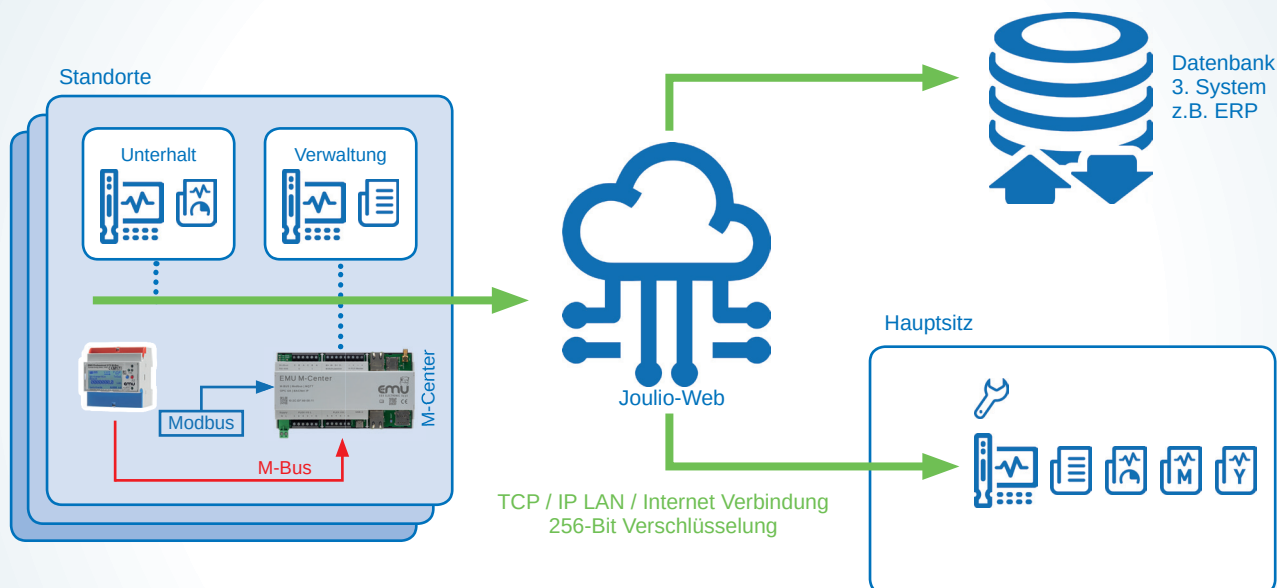 Standorte
Unterhalt
Verwaltung
Modbus
M-Bus
EMU M-Center
emu
M-Center
Joulio-Web
TCP / IP LAN / Internet Verbindung
256-Bit Verschlüsselung
Datenbank
3. System
z.B. ERP
Hauptsitz
M
Y